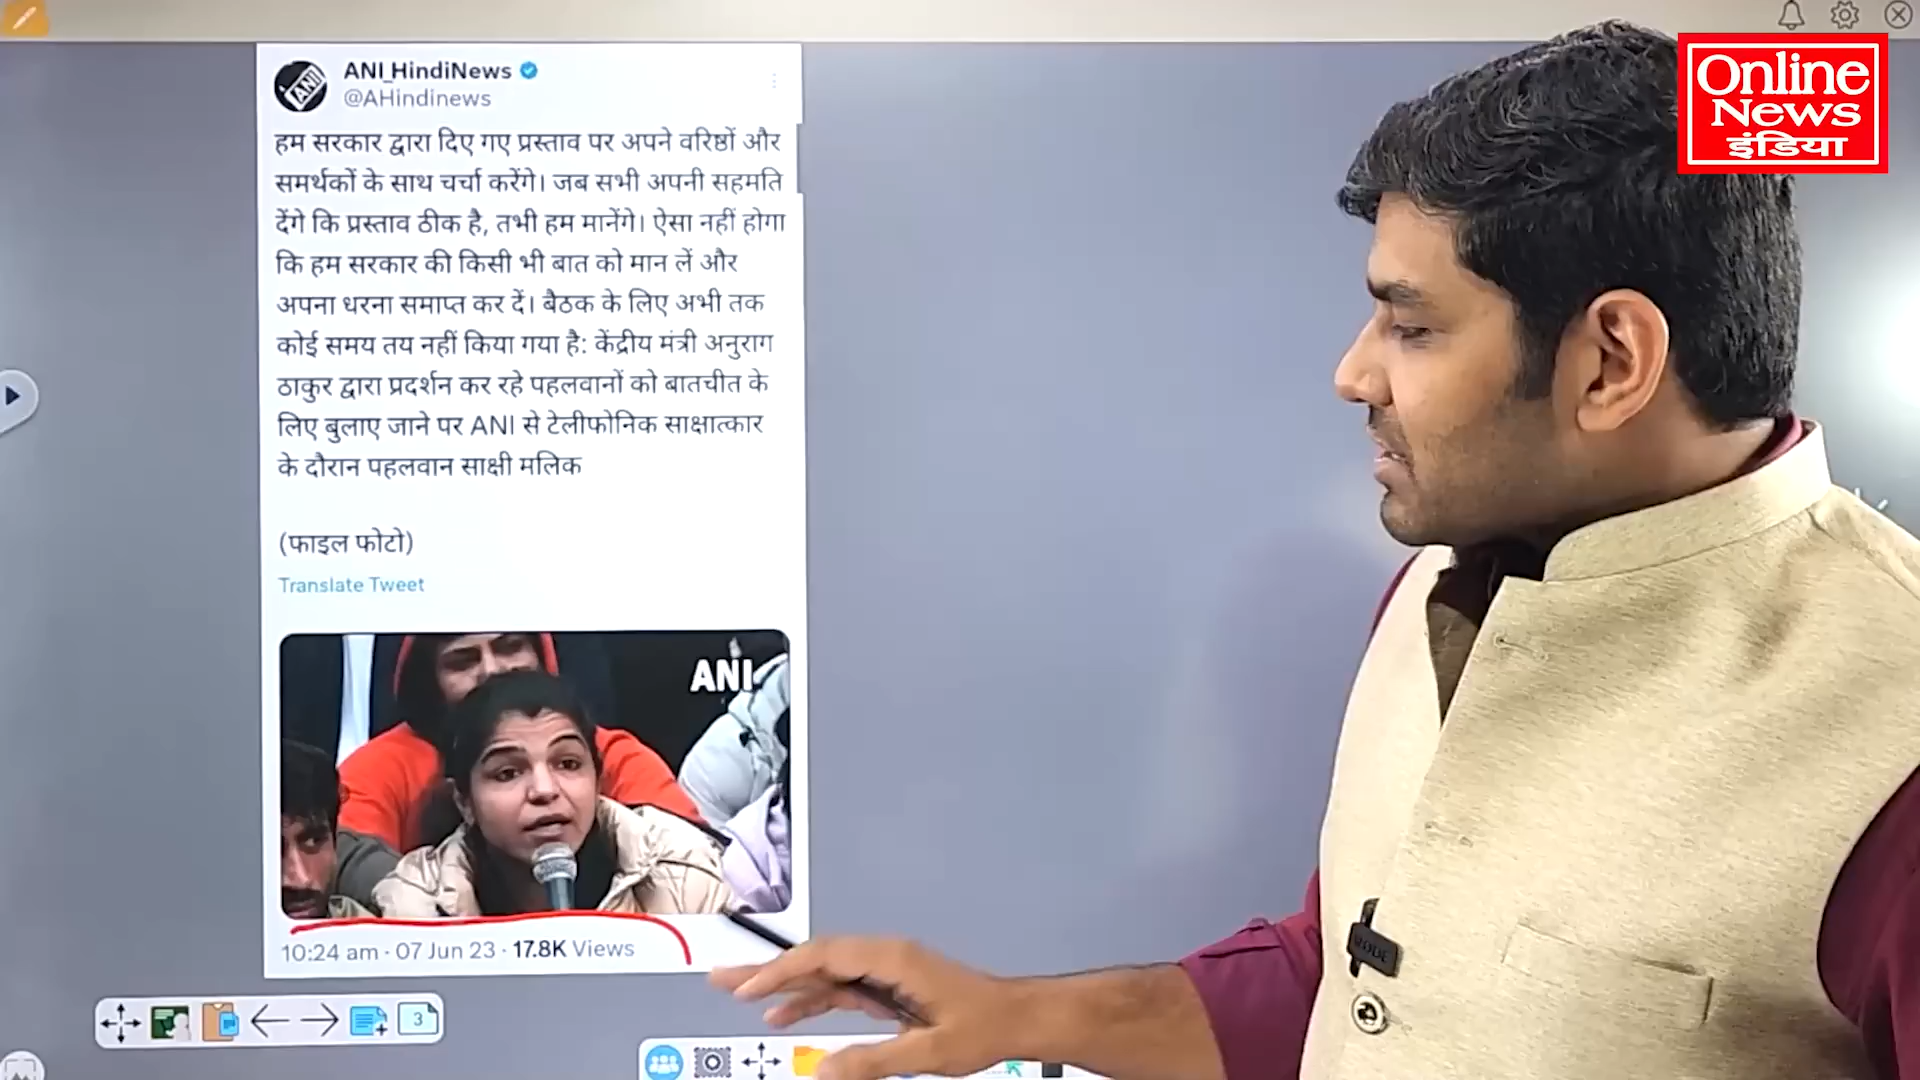 Online
News
इंडिया
ANI_HindiNews
@AHindinews
हम सरकार द्वारा दिए गए प्रस्ताव पर अपने वरिष्ठों और
समर्थकों के साथ चर्चा करेंगे। जब सभी अपनी सहमति
देंगे कि प्रस्ताव ठीक है, तभी हम मानेंगे। ऐसा नहीं होगा
कि हम सरकार की किसी भी बात को मान लें और
अपना धरना समाप्त कर दें। बैठक के लिए अभी तक
कोई समय तय नहीं किया गया है: केंद्रीय मंत्री अनुराग
ठाकुर द्वारा प्रदर्शन कर रहे पहलवानों को बातचीत के
लिए बुलाए जाने पर ANI से टेलीफोनिक साक्षात्कार
के दौरान पहलवान साक्षी मलिक
(फाइल फोटो)
Translate Tweet
ANI
10:24 am · 07 Jun 23 · 17.8K Views
RODE
3